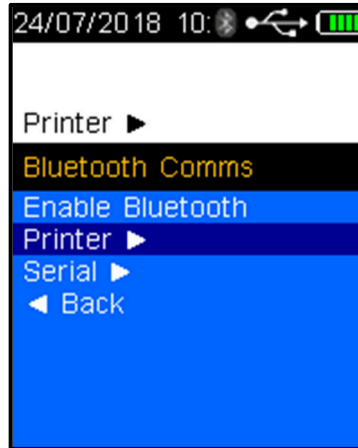 24/07/2018 10:
Printer ▶
Bluetooth Comms
Enable Bluetooth
Printer ▶
Serial ▶
◀ Back